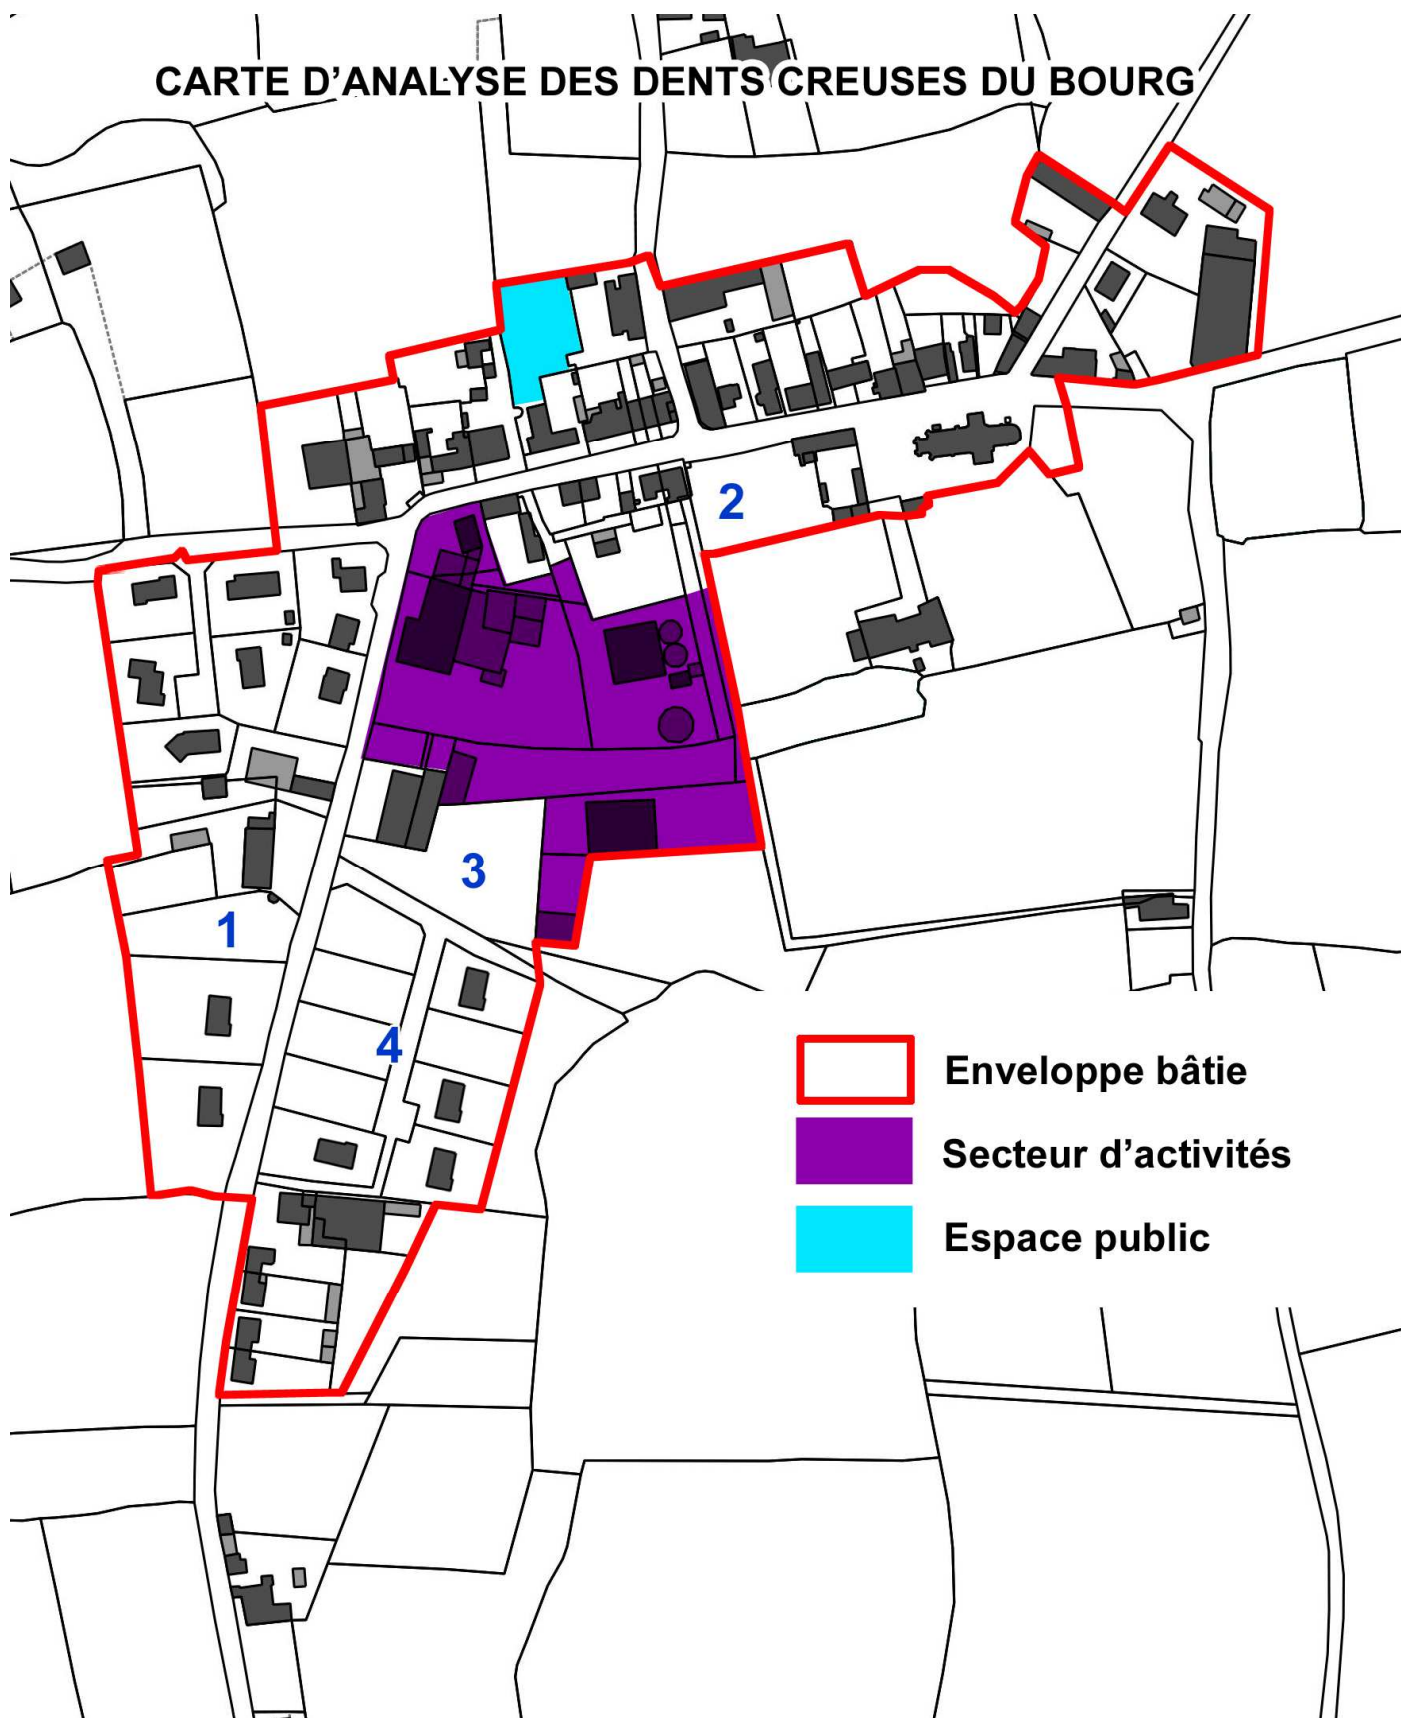 CARTE D’ANALYSE DES DENTS CREUSES DU BOURG
2
3
1
4
Enveloppe bâtie
Secteur d’activités
Espace public